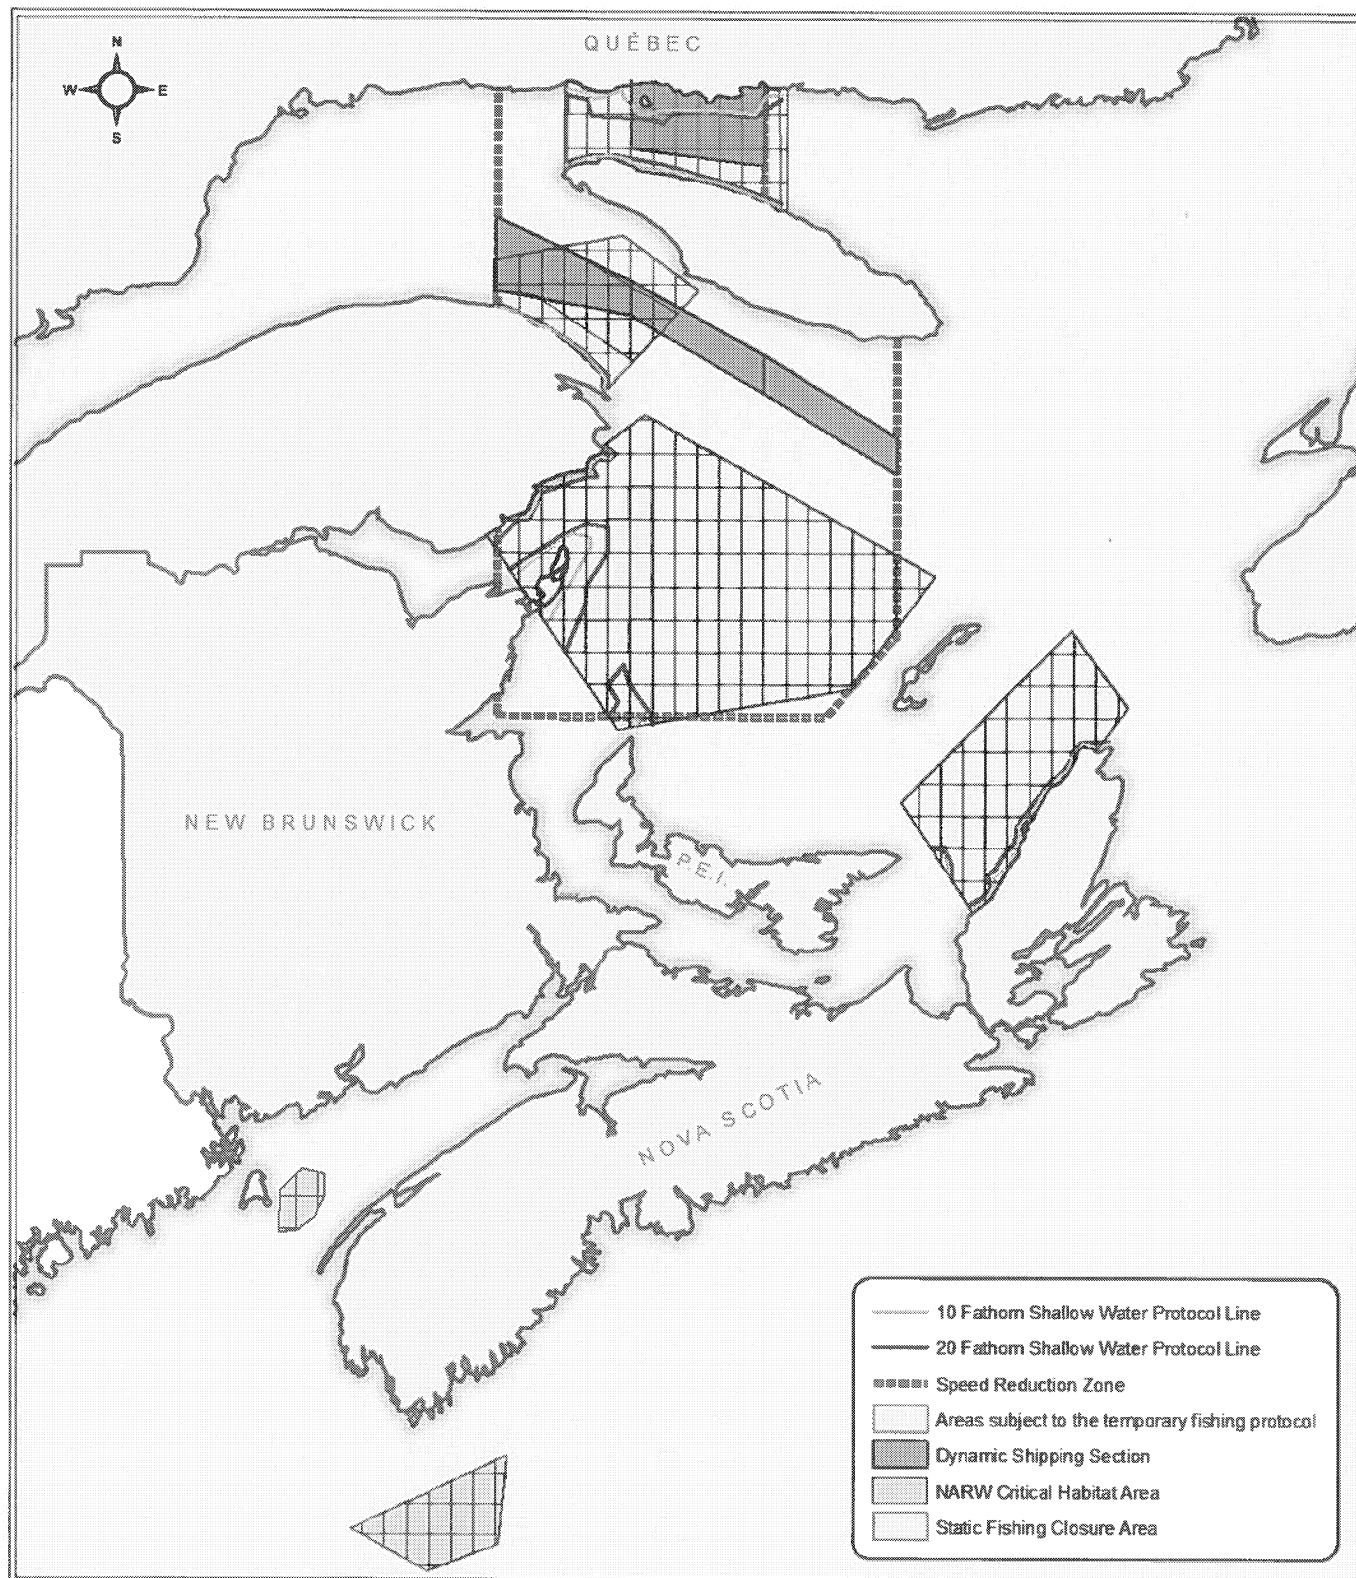 QUÉBEC
N
W E
S
NEW BRUNSWICK
P.E.I.
NOVA SCOTIA
10 Fathom Shallow Water Protocol Line
20 Fathom Shallow Water Protocol Line
Speed Reduction Zone
Areas subject to the temporary fishing protocol
Dynamic Shipping Section
NARW Critical Habitat Area
Static Fishing Closure Area